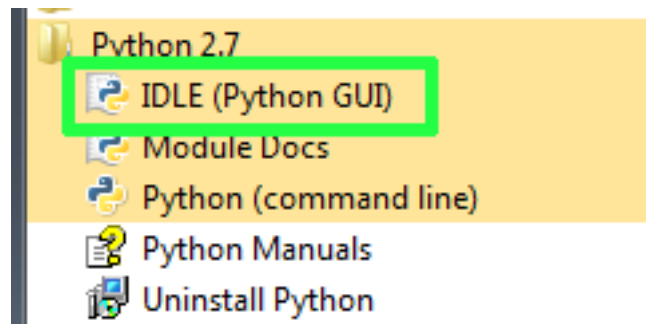 Python 2.7
IDLE (Python GUI)
Module Docs
Python (command line)
Python Manuals
Uninstall Python